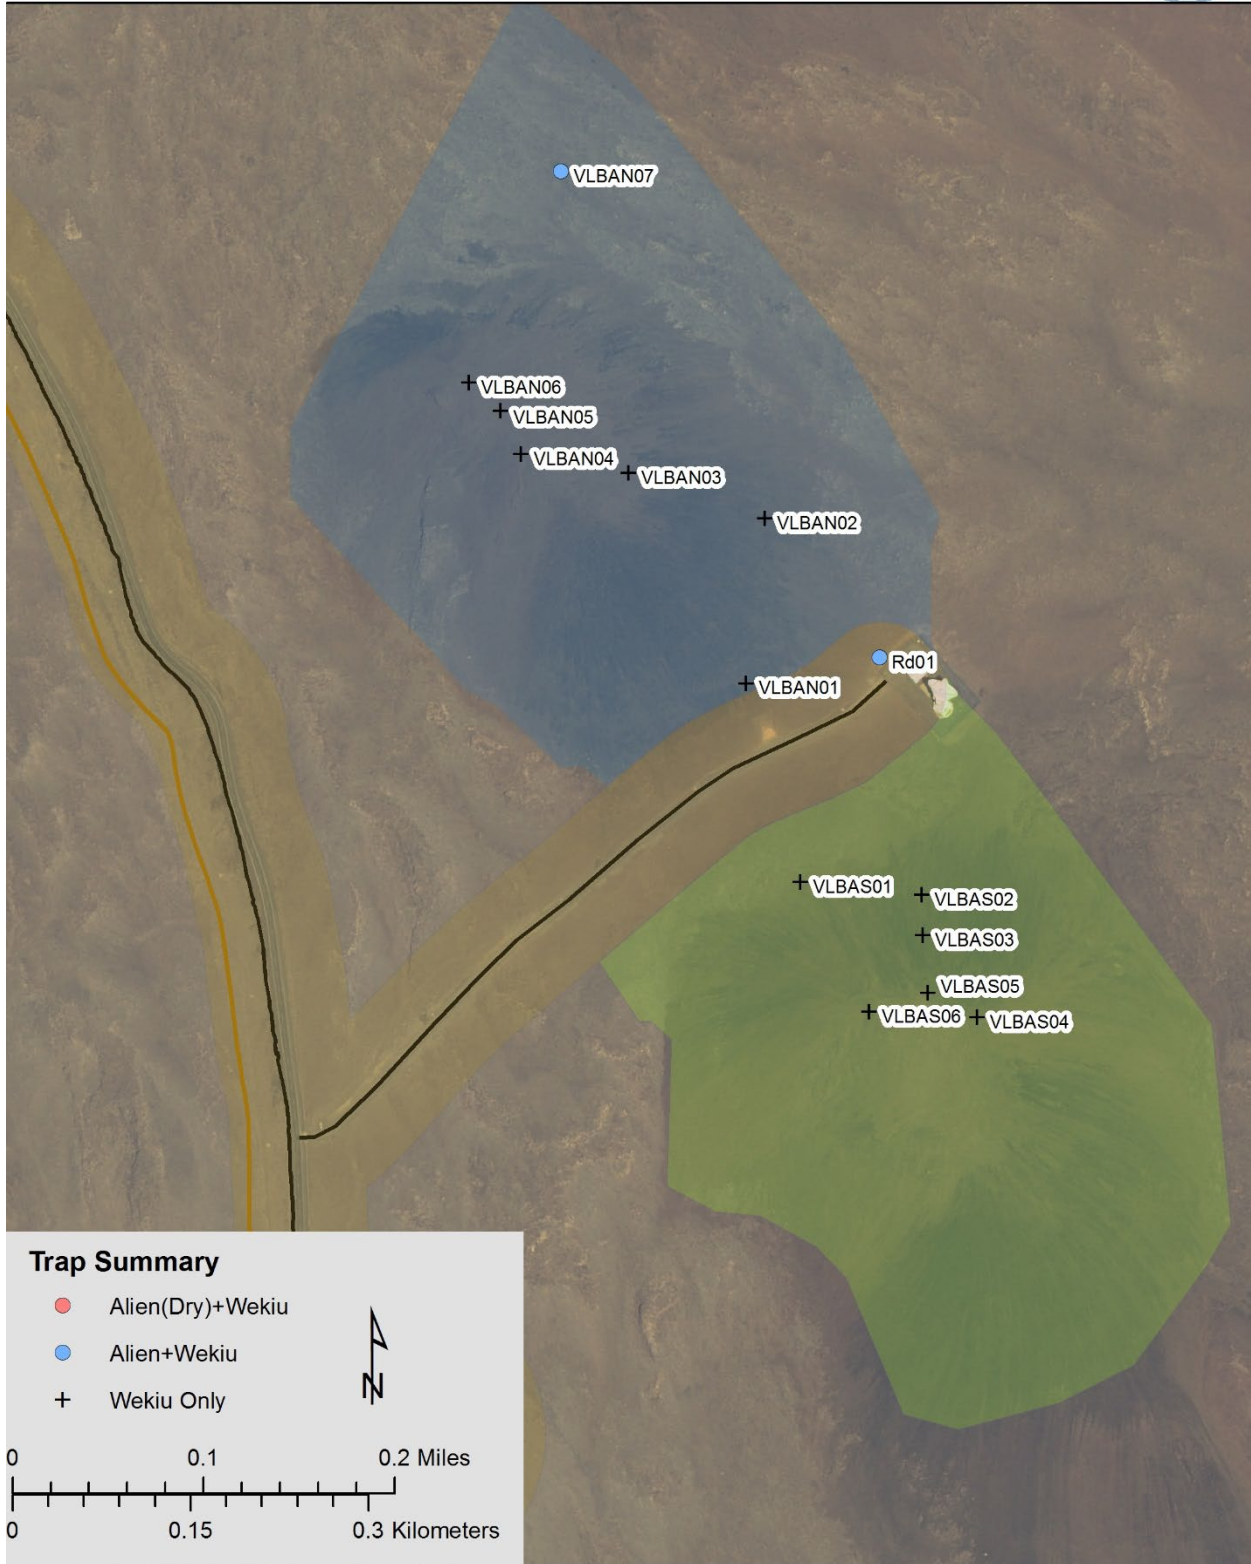 VLBAN07
VLBAN06
VLBAN05
VLBAN04
VLBAN03
VLBAN02
Rd01
VLBAN01
VLBAS01
VLBAS02
VLBAS03
VLBAS05
VLBAS06
VLBAS04
Trap Summary
Alien(Dry)+Wekiu
Alien+Wekiu
Wekiu Only
N
0 0.1 0.2 Miles
0 0.15 0.3 Kilometers